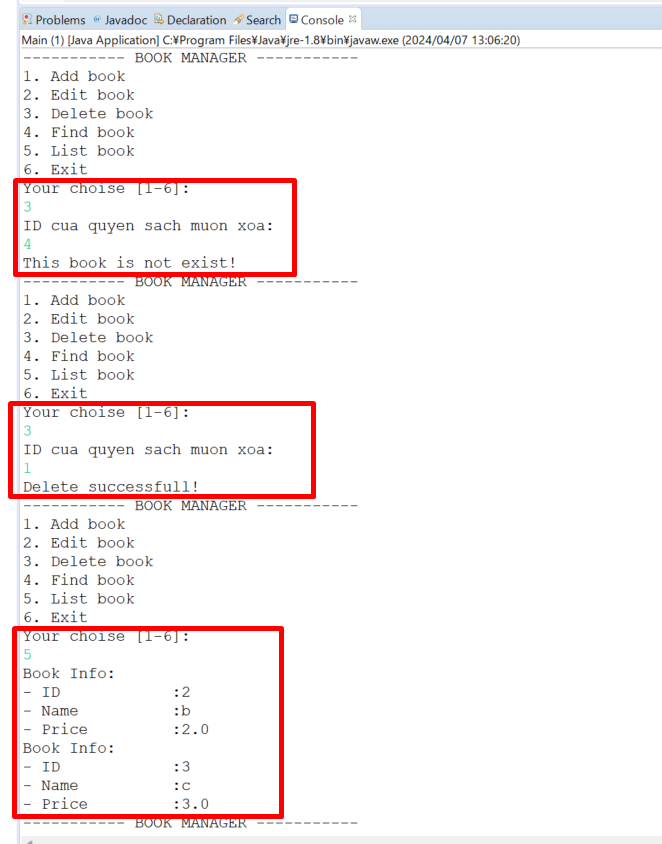 Problems Javadoc Declaration Search Console
Main (1) [Java Application] C:¥Program Files¥Java¥jre-1.8¥bin¥javaw.exe (2024/04/07 13:06:20)
----------- BOOK MANAGER -----------
1. Add book
2. Edit book
3. Delete book
4. Find book
5. List book
6. Exit
Your choise [1-6]:
3
ID cua quyen sach muon xoa:
4
This book is not exist!
----------- BOOK MANAGER -----------
1. Add book
2. Edit book
3. Delete book
4. Find book
5. List book
6. Exit
Your choise [1-6]:
3
ID cua quyen sach muon xoa:
1
Delete successfull!
----------- BOOK MANAGER -----------
1. Add book
2. Edit book
3. Delete book
4. Find book
5. List book
6. Exit
Your choise [1-6]:
5
Book Info:
- ID :2
- Name :b
- Price :2.0
Book Info:
- ID :3
- Name :c
- Price :3.0
----------- BOOK MANAGER -----------